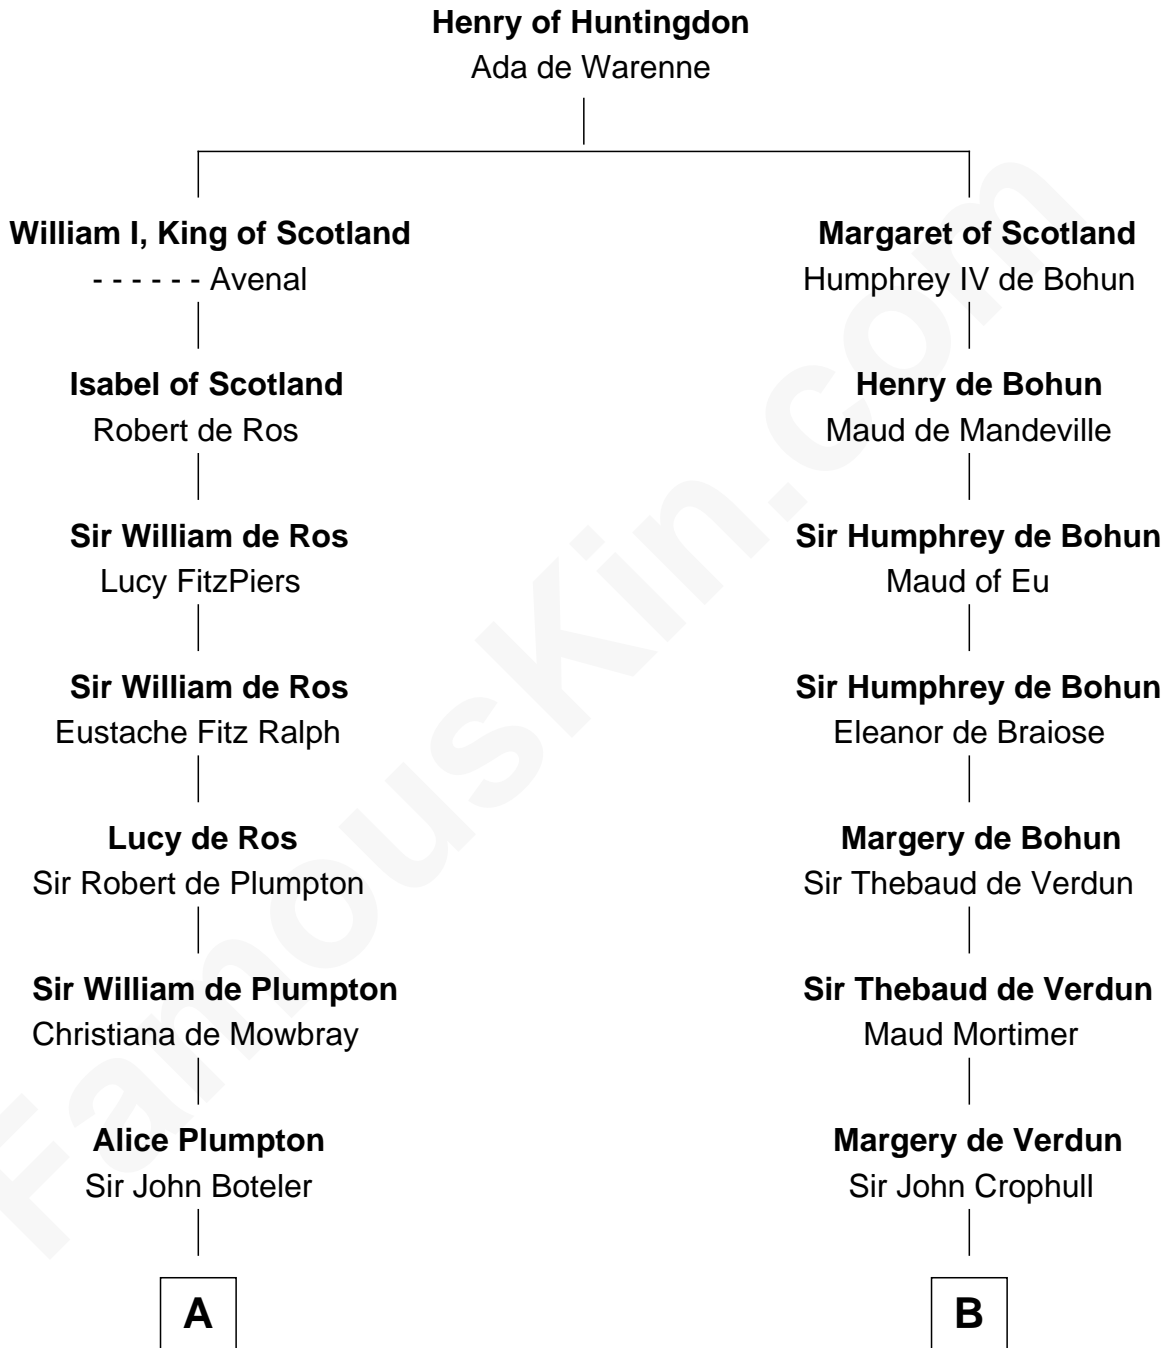 Henry of Huntingdon
Ada de Warenne
William I, King of Scotland
- - - - - - Avenal
Isabel of Scotland
Robert de Ros
Sir William de Ros
Lucy FitzPiers
Sir William de Ros
Eustache Fitz Ralph
Lucy de Ros
Sir Robert de Plumpton
Sir William de Plumpton
Christiana de Mowbray
Alice Plumpton
Sir John Boteler
A
Margaret of Scotland
Humphrey IV de Bohun
Henry de Bohun
Maud de Mandeville
Sir Humphrey de Bohun
Maud of Eu
Sir Humphrey de Bohun
Eleanor de Braiose
Margery de Bohun
Sir Thebaud de Verdun
Sir Thebaud de Verdun
Maud Mortimer
Margery de Verdun
Sir John Crophull
B
FamousKin.com